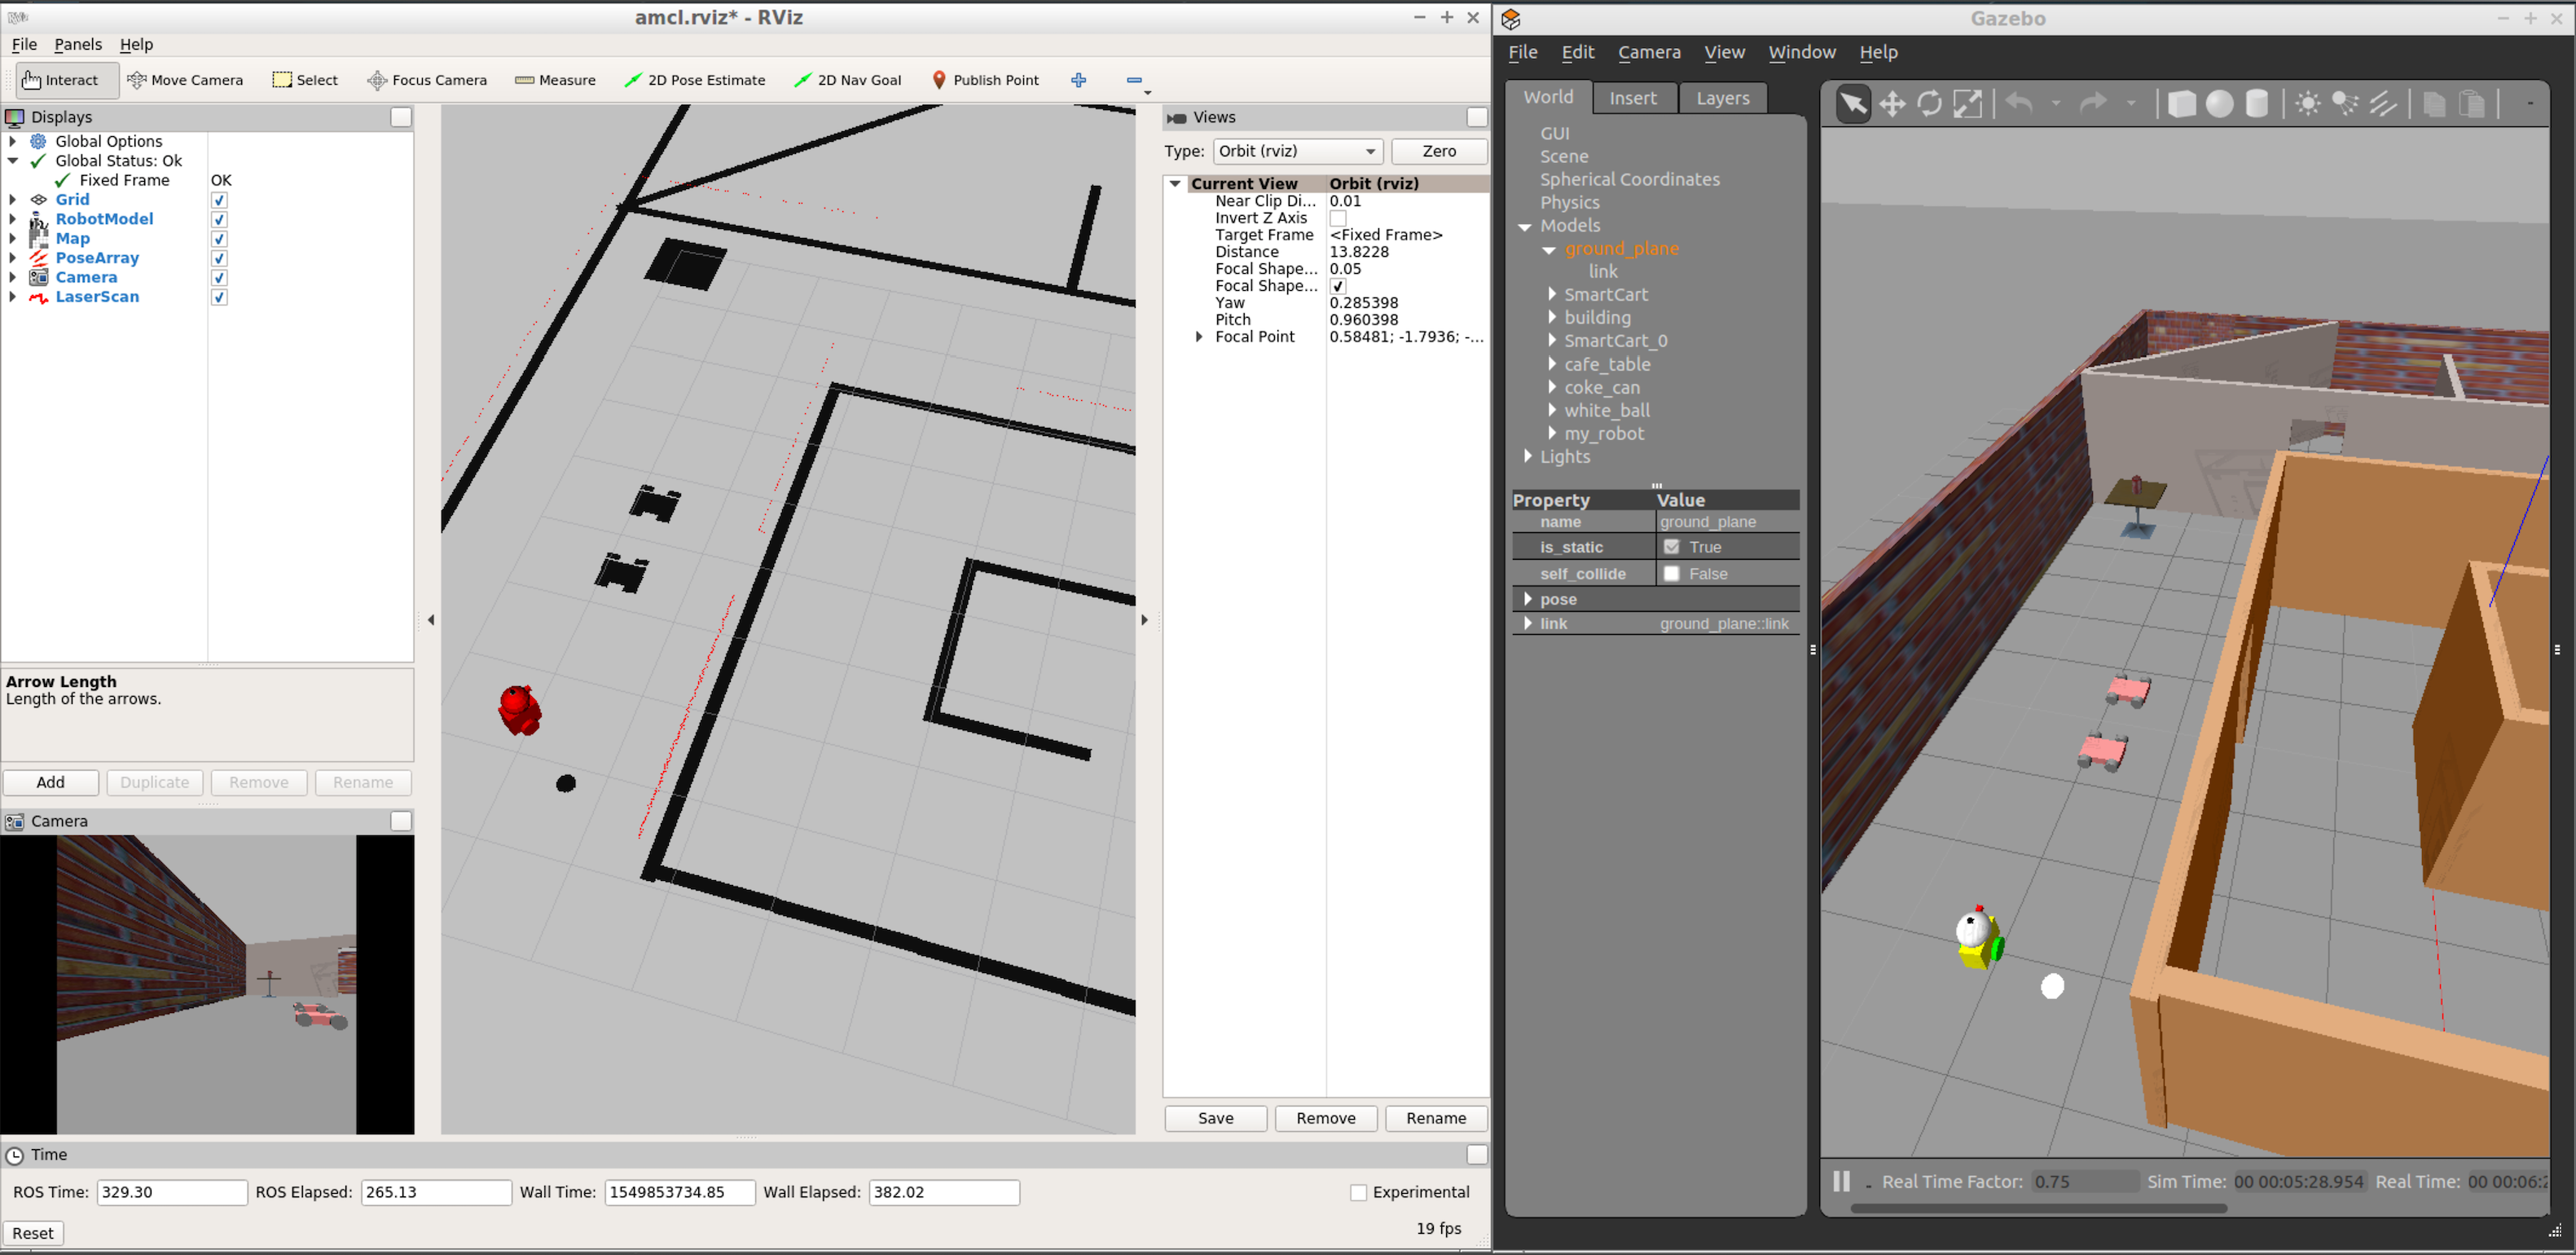 amcl.rviz* - RViz
File Panels Help
Interact Move Camera Select Focus Camera Measure 2D Pose Estimate 2D Nav Goal Publish Point
Displays
Global Options
Global Status: Ok
Fixed Frame OK
Grid
RobotModel
Map
PoseArray
Camera
LaserScan
Arrow Length
Length of the arrows.
Add Duplicate Remove Rename
Camera
Views
Type: Orbit (rviz) Zero
Current View Orbit (rviz)
Near Clip Di... 0.01
Invert Z Axis
Target Frame <Fixed Frame>
Distance 13.8228
Focal Shape... 0.05
Focal Shape...
Yaw 0.285398
Pitch 0.960398
Focal Point 0.58481; -1.7936; -...
Save Remove Rename
Time
ROS Time: 329.30 ROS Elapsed: 265.13 Wall Time: 1549853734.85 Wall Elapsed: 382.02 Experimental
Reset 19 fps
Gazebo
File Edit Camera View Window Help
World Insert Layers
GUI
Scene
Spherical Coordinates
Physics
Models
ground_plane
link
SmartCart
building
SmartCart_0
cafe_table
coke_can
white_ball
my_robot
Lights
Property Value
name ground_plane
is_static True
self_collide False
pose
link ground_plane::link
Real Time Factor: 0.75 Sim Time: 00 00:05:28.954 Real Time: 00 00:06:2